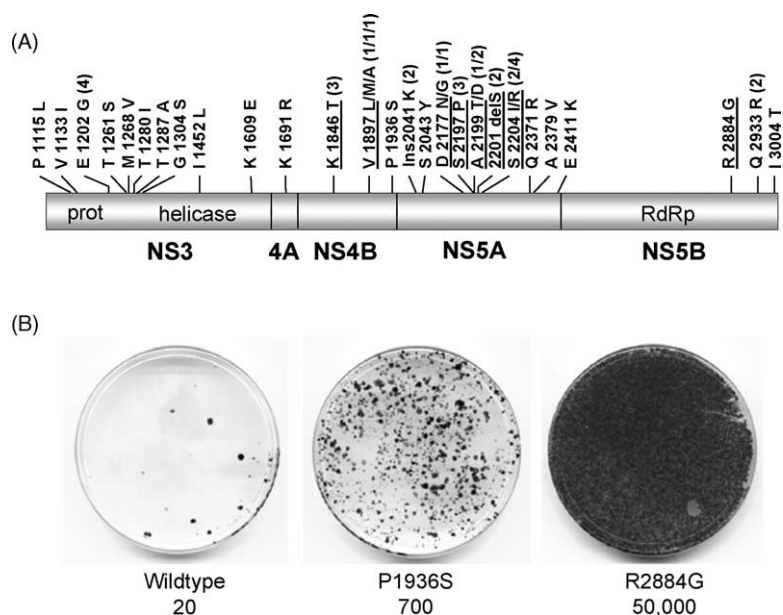 (A)
P 1115 L
V 1133 I
E 1202 G (4)
T 1261 S
M 1268 V
T 1280 I
T 1287 A
G 1304 S
I 1452 L
K 1609 E
K 1691 R
K 1846 T (3)
V 1897 L/M/A (1/1/1)
P 1936 S
Ins2041 K (2)
S 2043 Y
D 2177 N/G (1/1)
S 2197 P (3)
A 2199 T/D (1/2)
2201 delS (2)
S 2204 I/R (2/4)
Q 2371 R
A 2379 V
E 2411 K
R 2884 G
Q 2933 R (2)
I 3004 T
prot helicase RdRp
NS3 4A NS4B NS5A NS5B
(B)
Wildtype P1936S R2884G
20 700 50,000